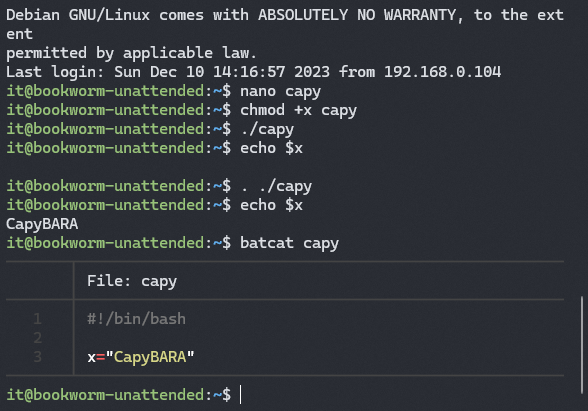 Debian GNU/Linux comes with ABSOLUTELY NO WARRANTY, to the ext
ent
permitted by applicable law.
Last login: Sun Dec 10 14:16:57 2023 from 192.168.0.104
it@bookworm-unattended:~$ nano capy
it@bookworm-unattended:~$ chmod +x capy
it@bookworm-unattended:~$ ./capy
it@bookworm-unattended:~$ echo $x
it@bookworm-unattended:~$ . ./capy
it@bookworm-unattended:~$ echo $x
CapyBARA
it@bookworm-unattended:~$ batcat capy
File: capy
1 #!/bin/bash
2
3 x="CapyBARA"
it@bookworm-unattended:~$